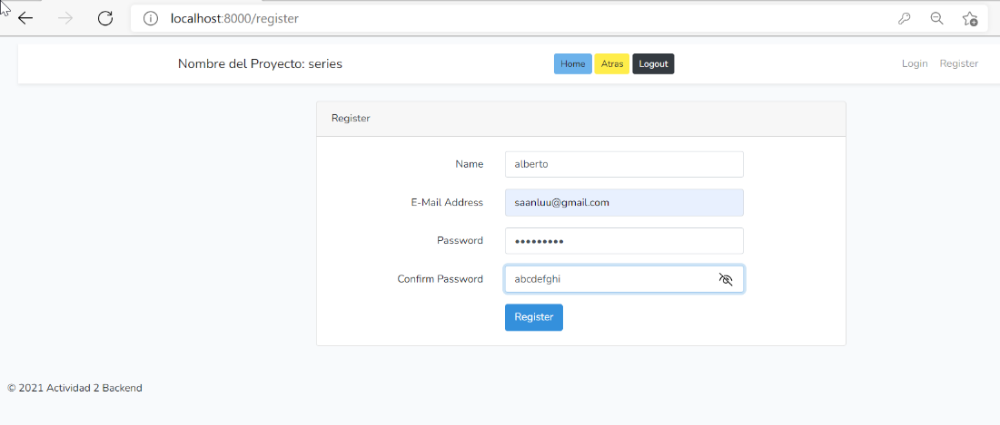 localhost:8000/register
Nombre del Proyecto: series
Home Atras Logout
Login Register
Register
Name alberto
E-Mail Address saanluu@gmail.com
Password •••••••••
Confirm Password abcdefghi
Register
© 2021 Actividad 2 Backend